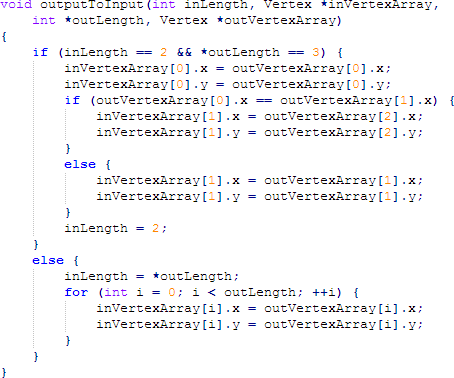 void outputToInput(int inLength, Vertex *inVertexArray,
    int *outLength, Vertex *outVertexArray)
{
    if (inLength == 2 && *outLength == 3) {
        inVertexArray[0].x = outVertexArray[0].x;
        inVertexArray[0].y = outVertexArray[0].y;
        if (outVertexArray[0].x == outVertexArray[1].x) {
            inVertexArray[1].x = outVertexArray[2].x;
            inVertexArray[1].y = outVertexArray[2].y;
        }
        else {
            inVertexArray[1].x = outVertexArray[1].x;
            inVertexArray[1].y = outVertexArray[1].y;
        }
        inLength = 2;
    }
    else {
        inLength = *outLength;
        for (int i = 0; i < outLength; ++i) {
            inVertexArray[i].x = outVertexArray[i].x;
            inVertexArray[i].y = outVertexArray[i].y;
        }
    }
}